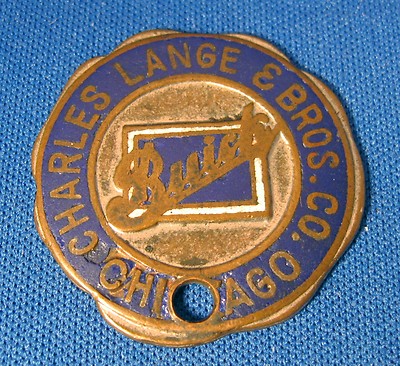 CHARLES LANGE & BROS. CO.
Buick
CHICAGO